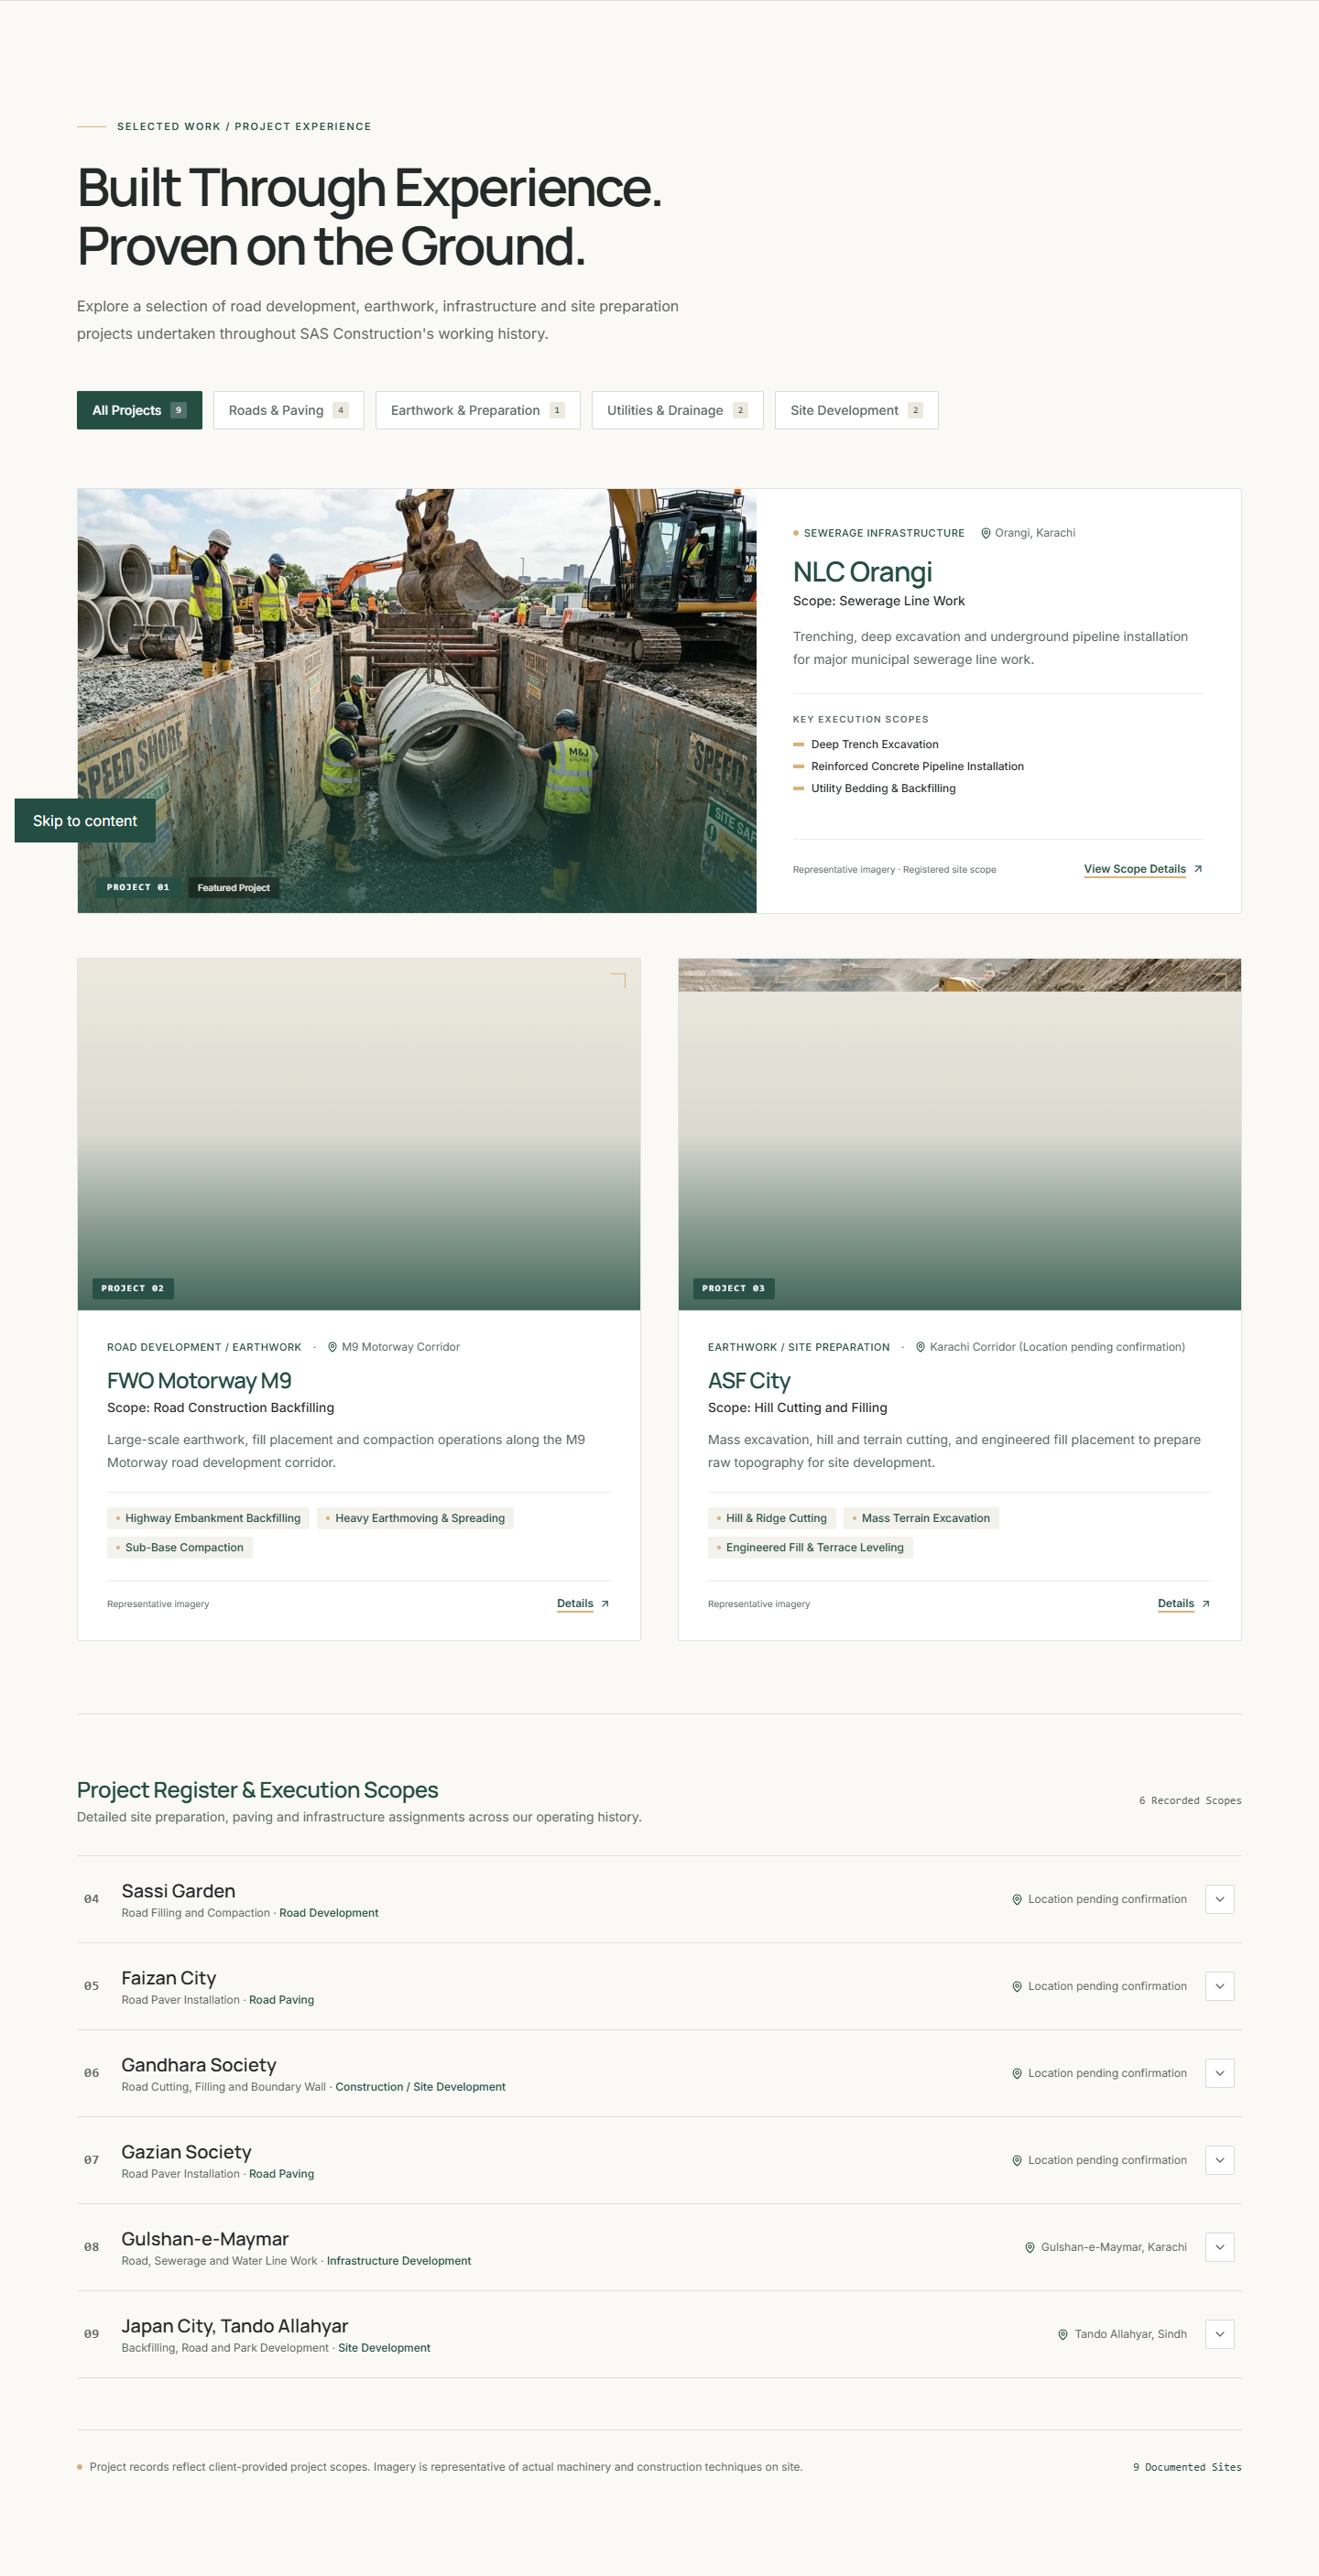 SELECTED WORK / PROJECT EXPERIENCE
Built Through Experience.
Proven on the Ground.
Explore a selection of road development, earthwork, infrastructure and site preparation
projects undertaken throughout SAS Construction's working history.
All Projects 9
Roads & Paving 4
Earthwork & Preparation 1
Utilities & Drainage 2
Site Development 2
SPEED SHORE
SPEED
M&J
SITE SAF
Skip to content
PROJECT 01
Featured Project
SEWERAGE INFRASTRUCTURE
Orangi, Karachi
NLC Orangi
Scope: Sewerage Line Work
Trenching, deep excavation and underground pipeline installation
for major municipal sewerage line work.
KEY EXECUTION SCOPES
Deep Trench Excavation
Reinforced Concrete Pipeline Installation
Utility Bedding & Backfilling
Representative imagery · Registered site scope
View Scope Details
PROJECT 02
ROAD DEVELOPMENT / EARTHWORK · M9 Motorway Corridor
FWO Motorway M9
Scope: Road Construction Backfilling
Large-scale earthwork, fill placement and compaction operations along the M9
Motorway road development corridor.
Highway Embankment Backfilling
Heavy Earthmoving & Spreading
Sub-Base Compaction
Representative imagery
Details
PROJECT 03
EARTHWORK / SITE PREPARATION · Karachi Corridor (Location pending confirmation)
ASF City
Scope: Hill Cutting and Filling
Mass excavation, hill and terrain cutting, and engineered fill placement to prepare
raw topography for site development.
Hill & Ridge Cutting
Mass Terrain Excavation
Engineered Fill & Terrace Leveling
Representative imagery
Details
Project Register & Execution Scopes
Detailed site preparation, paving and infrastructure assignments across our operating history.
6 Recorded Scopes
04
Sassi Garden
Road Filling and Compaction · Road Development
Location pending confirmation
05
Faizan City
Road Paver Installation · Road Paving
Location pending confirmation
06
Gandhara Society
Road Cutting, Filling and Boundary Wall · Construction / Site Development
Location pending confirmation
07
Gazian Society
Road Paver Installation · Road Paving
Location pending confirmation
08
Gulshan-e-Maymar
Road, Sewerage and Water Line Work · Infrastructure Development
Gulshan-e-Maymar, Karachi
09
Japan City, Tando Allahyar
Backfilling, Road and Park Development · Site Development
Tando Allahyar, Sindh
Project records reflect client-provided project scopes. Imagery is representative of actual machinery and construction techniques on site.
9 Documented Sites